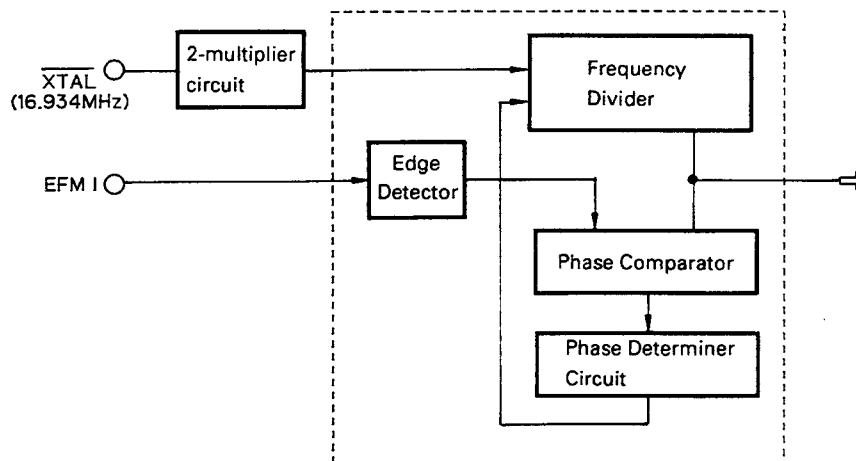 2-multiplier
circuit
XTAL
(16.934MHz)
Frequency
Divider
EFM I
Edge
Detector
Phase Comparator
Phase Determiner
Circuit